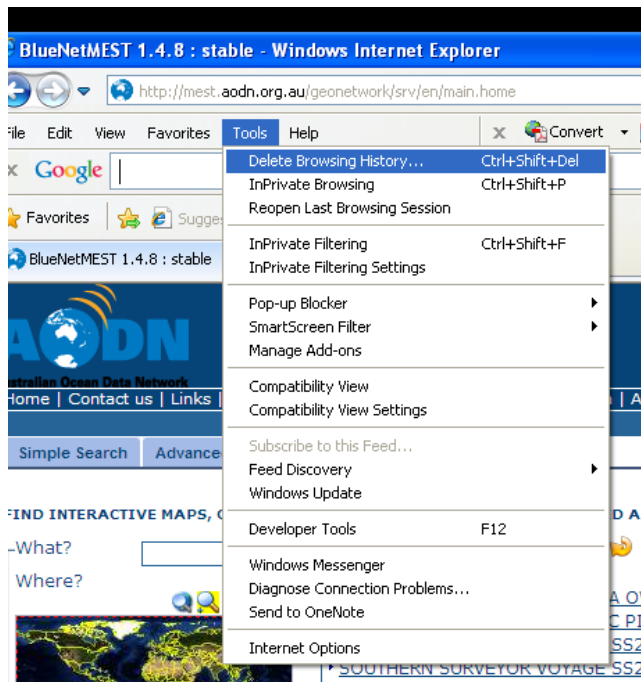 BlueNetMEST 1.4.8 : stable - Windows Internet Explorer
http://mest.aodn.org.au/geonetwork/srv/en/main.home
File Edit View Favorites Tools Help x Convert
x Google
Favorites Sugge
BlueNetMEST 1.4.8 : stable
Delete Browsing History... Ctrl+Shift+Del
InPrivate Browsing Ctrl+Shift+P
Reopen Last Browsing Session
InPrivate Filtering Ctrl+Shift+F
InPrivate Filtering Settings
Pop-up Blocker
SmartScreen Filter
Manage Add-ons
Compatibility View
Compatibility View Settings
Subscribe to this Feed...
Feed Discovery
Windows Update
Developer Tools F12
Windows Messenger
Diagnose Connection Problems...
Send to OneNote
Internet Options
AODN
Australian Ocean Data Network
Home | Contact us | Links | | A
Simple Search Advance
FIND INTERACTIVE MAPS, G D A
What?
Where?
A O
C PI
SS2
SOUTHERN SURVEYOR VOYAGE SS2